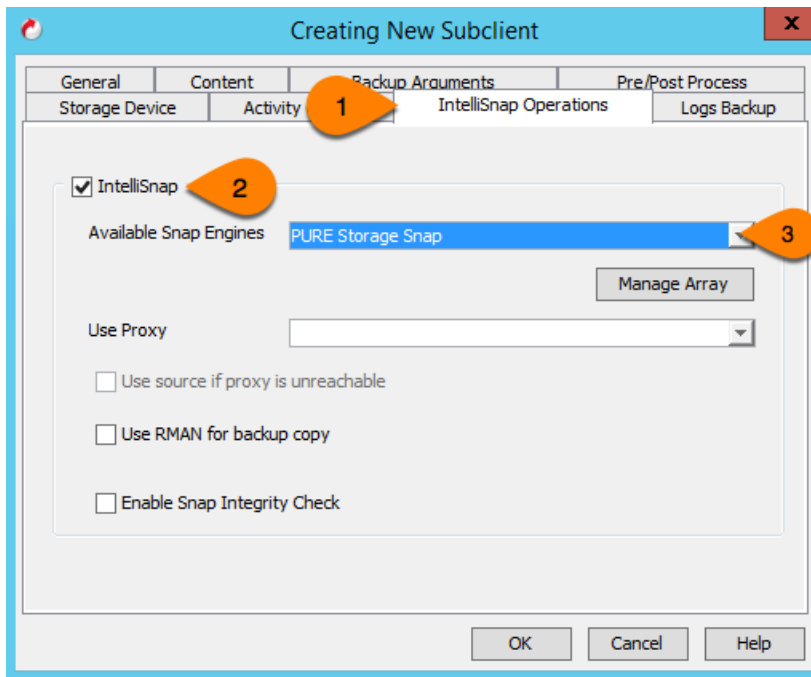 Creating New Subclient
x
General Content Backup Arguments Pre/Post Process
Storage Device Activity 1 IntelliSnap Operations Logs Backup
IntelliSnap 2
Available Snap Engines PURE Storage Snap 3
Manage Array
Use Proxy
Use source if proxy is unreachable
Use RMAN for backup copy
Enable Snap Integrity Check
OK Cancel Help